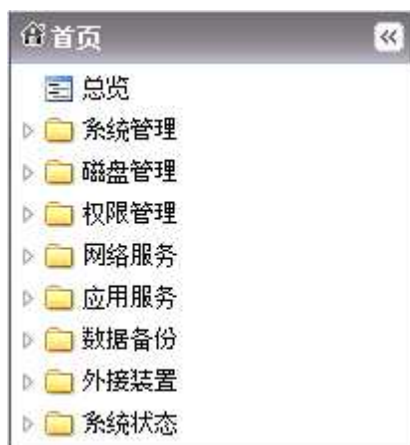 首页
总览
系统管理
磁盘管理
权限管理
网络服务
应用服务
数据备份
外接装置
系统状态